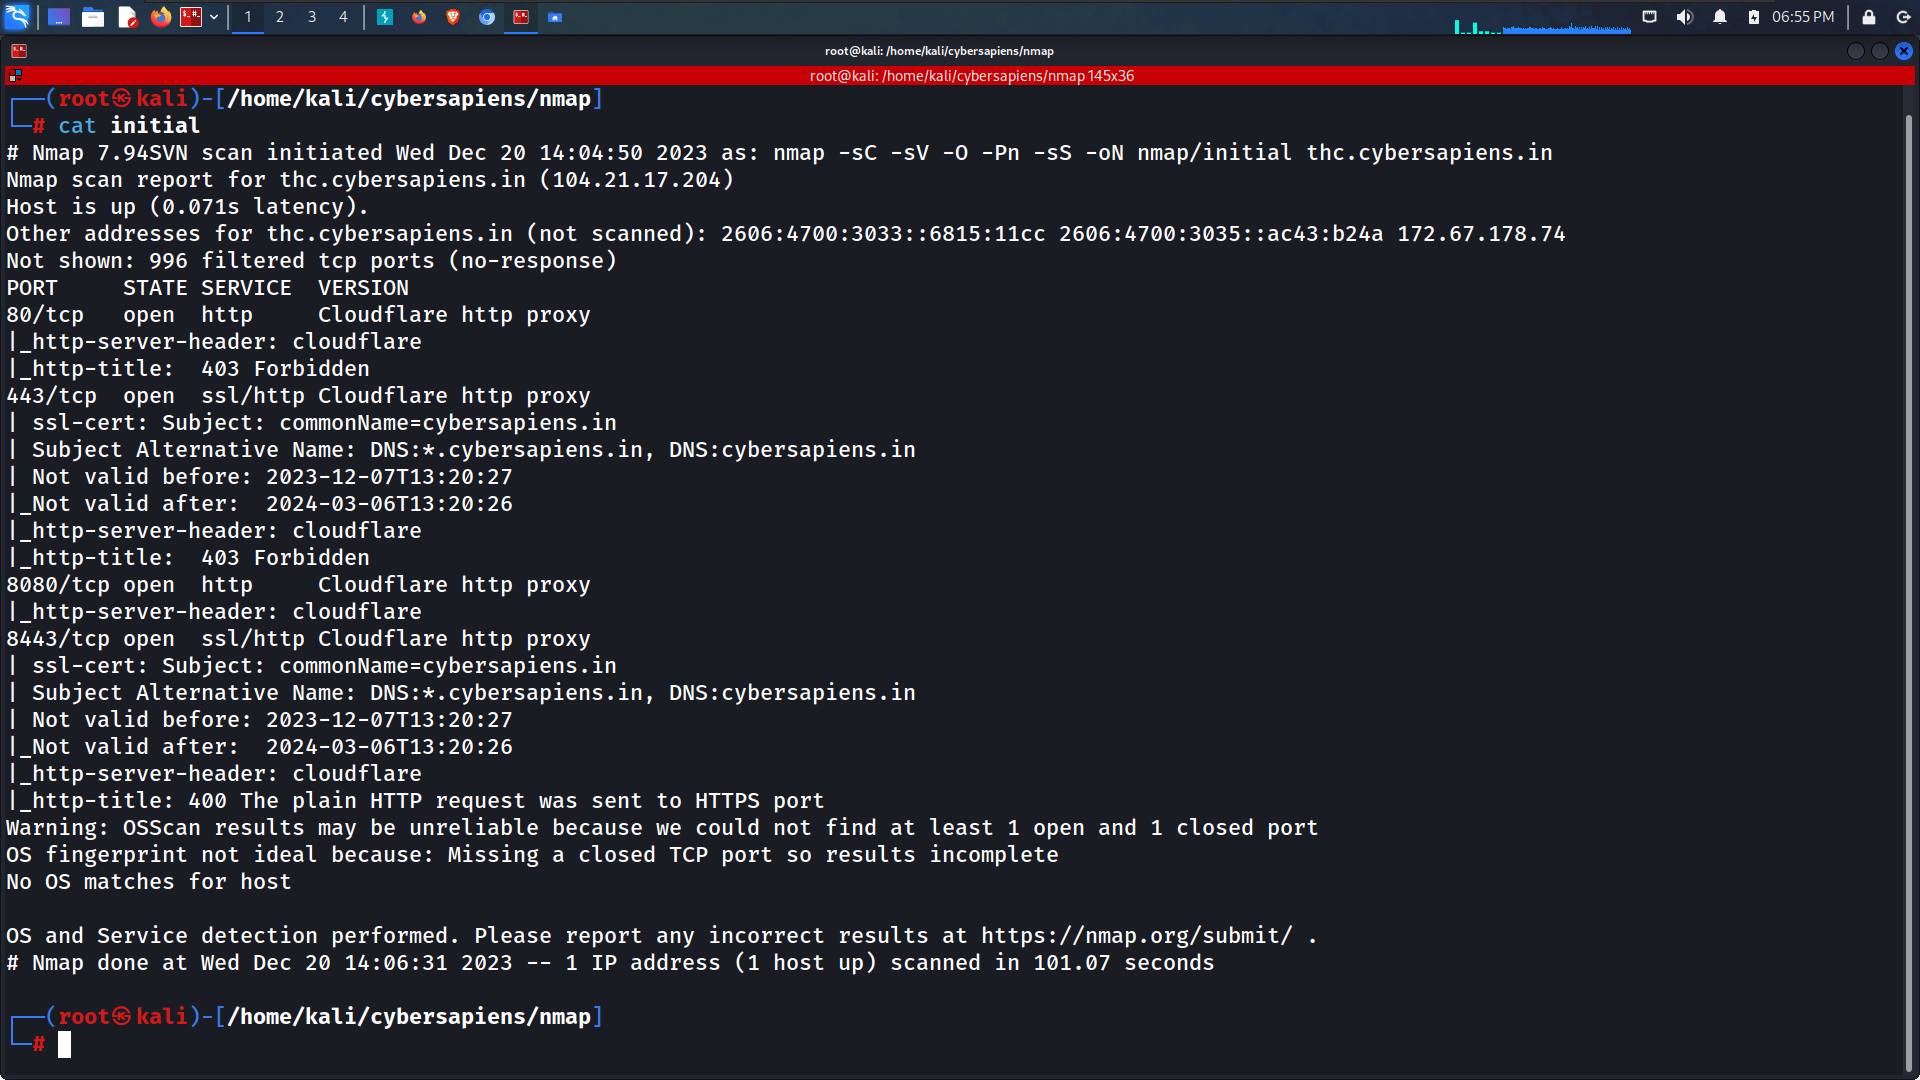 1 2 3 4 06:55 PM
root@kali: /home/kali/cybersapiens/nmap
root@kali: /home/kali/cybersapiens/nmap 145x36
┌──(root㉿kali)-[/home/kali/cybersapiens/nmap]
└─# cat initial
# Nmap 7.94SVN scan initiated Wed Dec 20 14:04:50 2023 as: nmap -sC -sV -O -Pn -sS -oN nmap/initial thc.cybersapiens.in
Nmap scan report for thc.cybersapiens.in (104.21.17.204)
Host is up (0.071s latency).
Other addresses for thc.cybersapiens.in (not scanned): 2606:4700:3033::6815:11cc 2606:4700:3035::ac43:b24a 172.67.178.74
Not shown: 996 filtered tcp ports (no-response)
PORT     STATE SERVICE  VERSION
80/tcp   open  http     Cloudflare http proxy
|_http-server-header: cloudflare
|_http-title:  403 Forbidden
443/tcp  open  ssl/http Cloudflare http proxy
| ssl-cert: Subject: commonName=cybersapiens.in
| Subject Alternative Name: DNS:*.cybersapiens.in, DNS:cybersapiens.in
| Not valid before: 2023-12-07T13:20:27
|_Not valid after:  2024-03-06T13:20:26
|_http-server-header: cloudflare
|_http-title:  403 Forbidden
8080/tcp open  http     Cloudflare http proxy
|_http-server-header: cloudflare
8443/tcp open  ssl/http Cloudflare http proxy
| ssl-cert: Subject: commonName=cybersapiens.in
| Subject Alternative Name: DNS:*.cybersapiens.in, DNS:cybersapiens.in
| Not valid before: 2023-12-07T13:20:27
|_Not valid after:  2024-03-06T13:20:26
|_http-server-header: cloudflare
|_http-title: 400 The plain HTTP request was sent to HTTPS port
Warning: OSScan results may be unreliable because we could not find at least 1 open and 1 closed port
OS fingerprint not ideal because: Missing a closed TCP port so results incomplete
No OS matches for host
OS and Service detection performed. Please report any incorrect results at https://nmap.org/submit/ .
# Nmap done at Wed Dec 20 14:06:31 2023 -- 1 IP address (1 host up) scanned in 101.07 seconds
┌──(root㉿kali)-[/home/kali/cybersapiens/nmap]
└─#